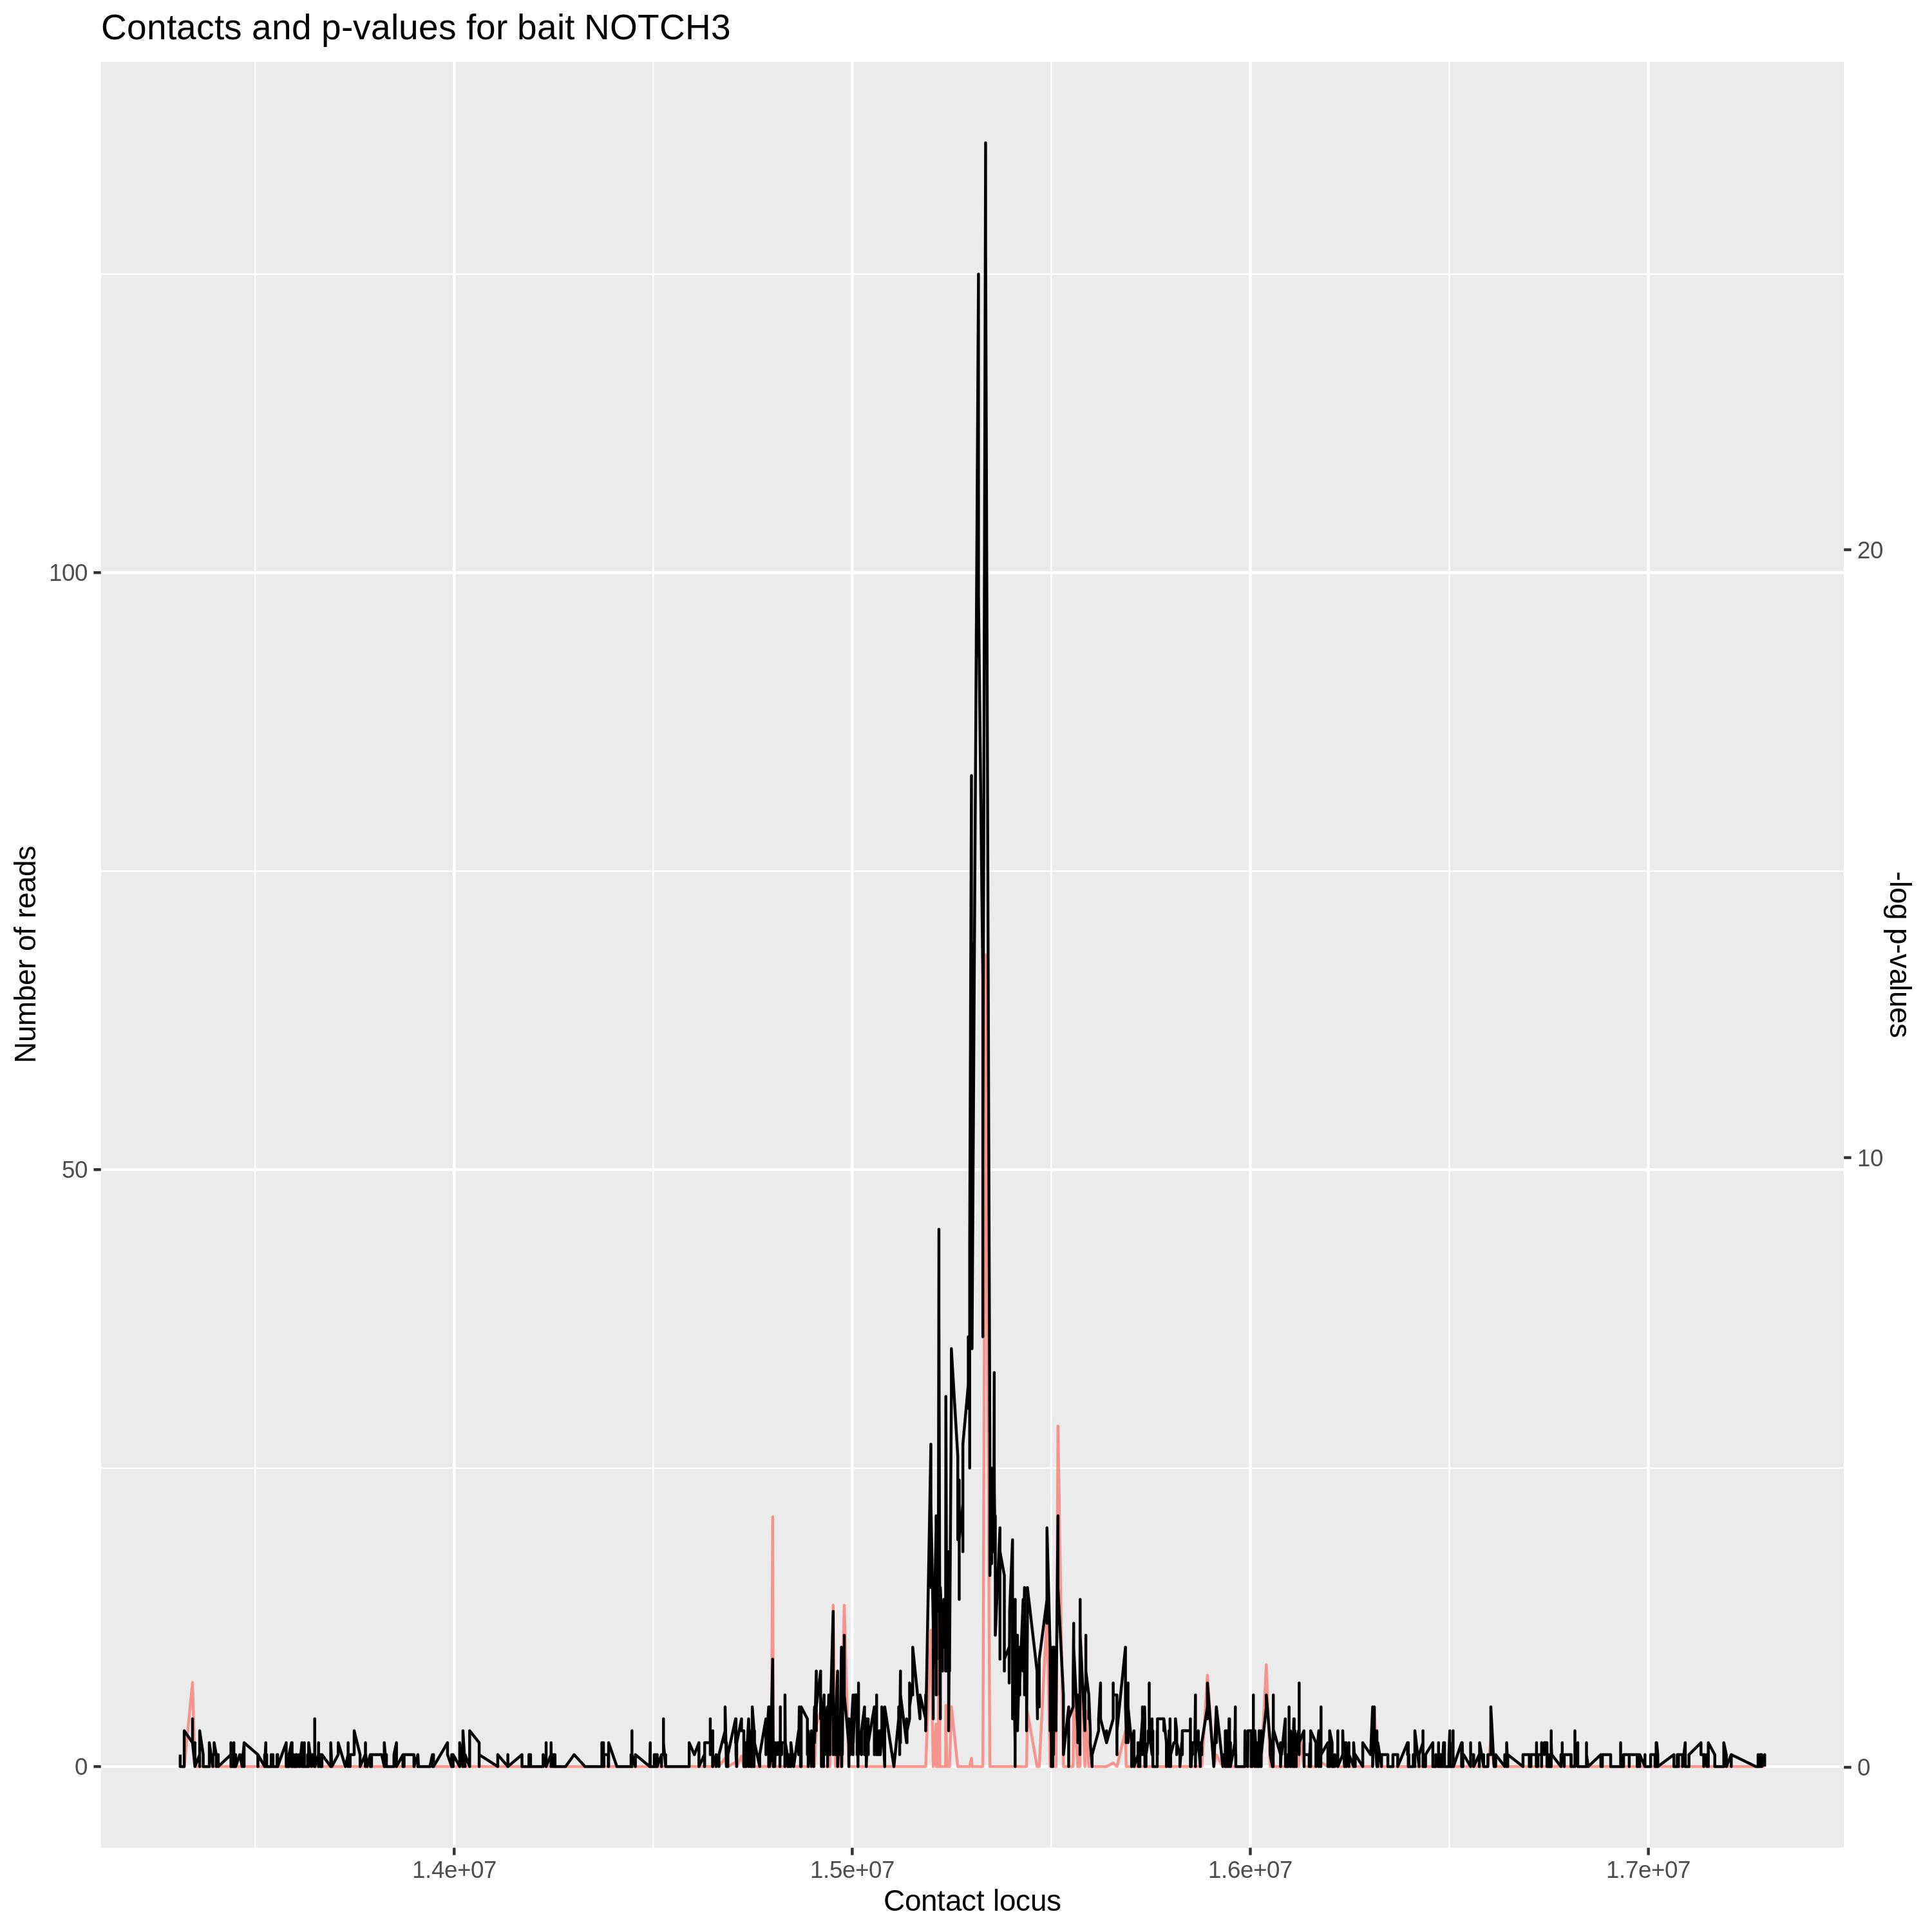 Contacts and p-values for bait NOTCH3
Number of reads
100
50
0
20
10
0
-log p-values
1.4e+07
1.5e+07
1.6e+07
1.7e+07
Contact locus